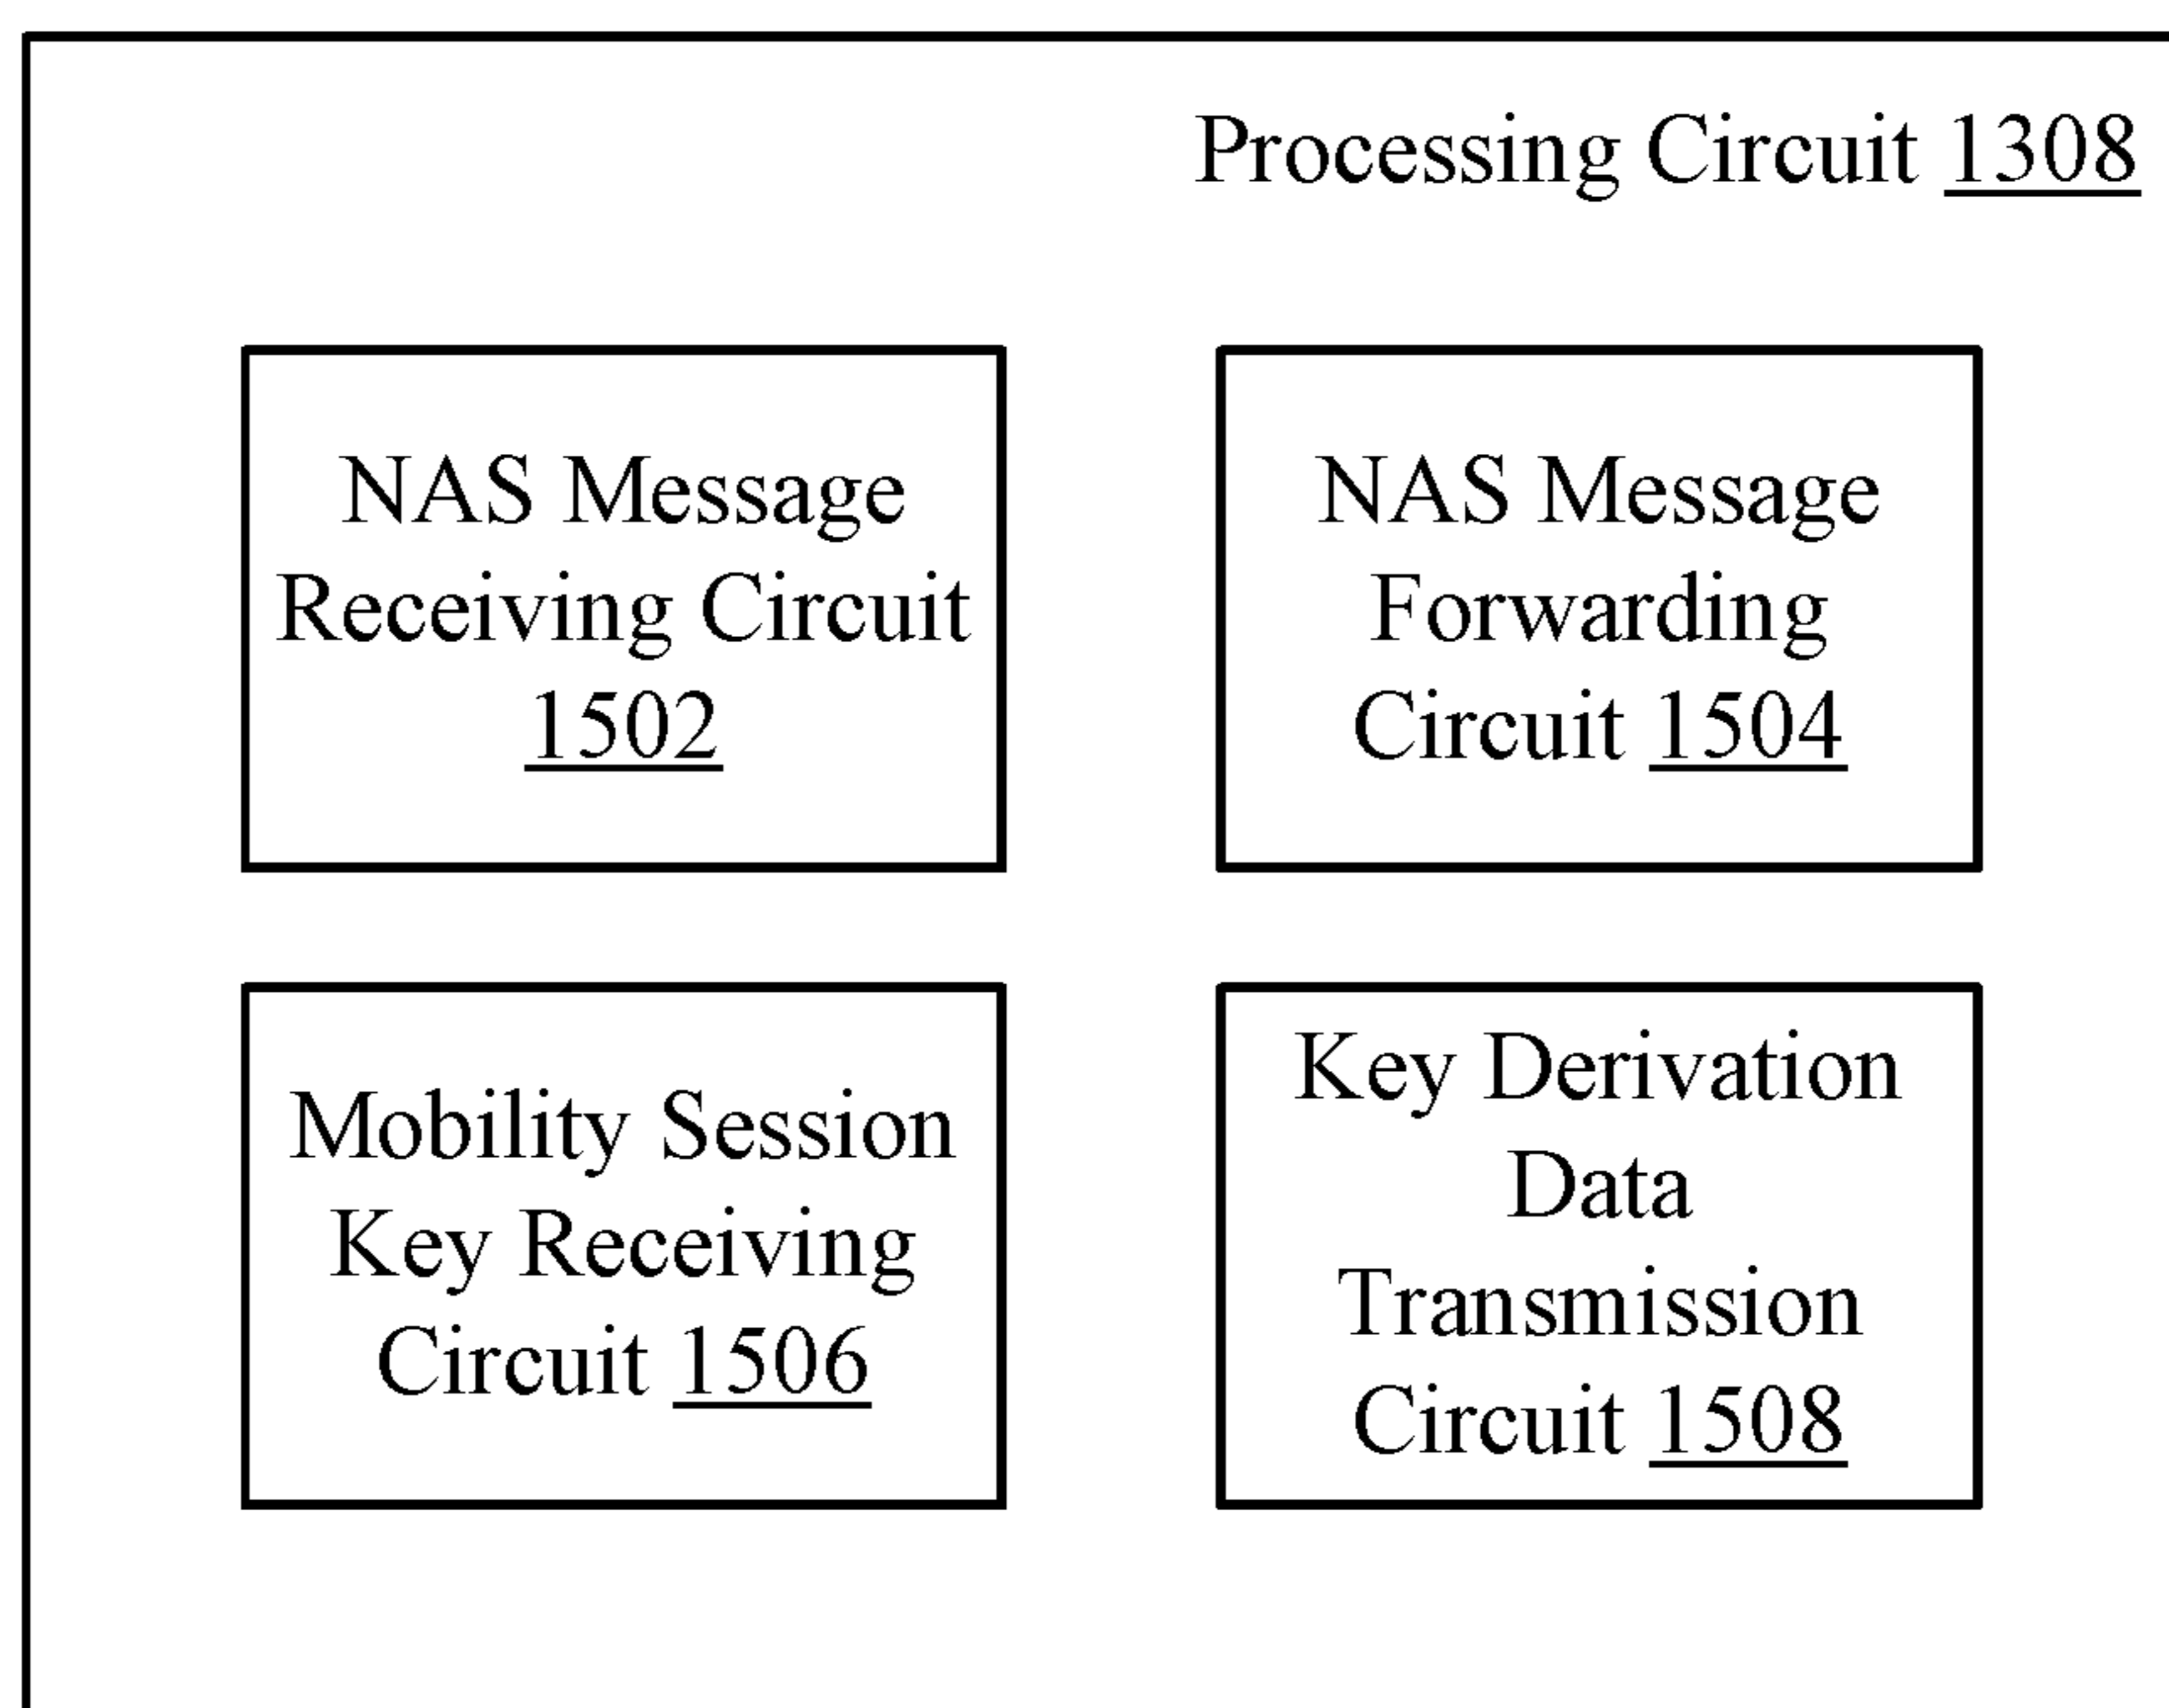 Processing Circuit 1308
NAS Message
Receiving Circuit
1502
NAS Message
Forwarding
Circuit 1504
Mobility Session
Key Receiving
Circuit 1506
Key Derivation
Data
Transmission
Circuit 1508